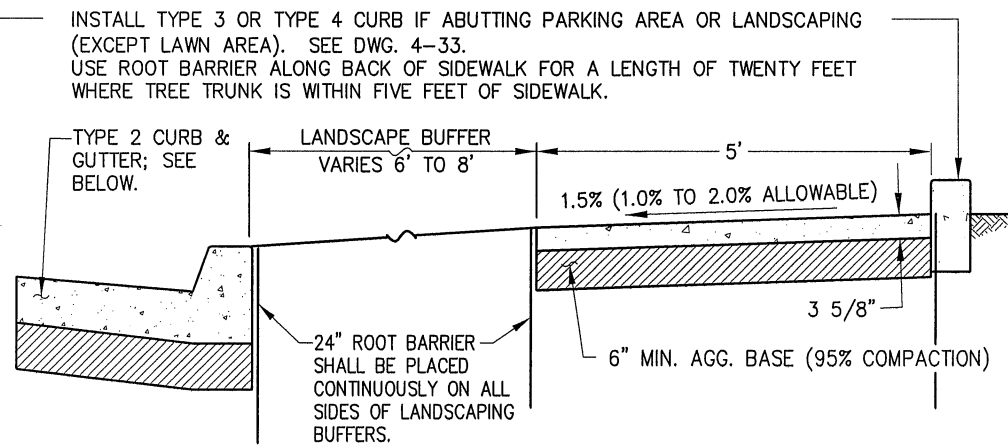 INSTALL TYPE 3 OR TYPE 4 CURB IF ABUTTING PARKING AREA OR LANDSCAPING
(EXCEPT LAWN AREA). SEE DWG. 4-33.
USE ROOT BARRIER ALONG BACK OF SIDEWALK FOR A LENGTH OF TWENTY FEET
WHERE TREE TRUNK IS WITHIN FIVE FEET OF SIDEWALK.
TYPE 2 CURB &
GUTTER; SEE
BELOW.
LANDSCAPE BUFFER
VARIES 6' TO 8'
5'
1.5% (1.0% TO 2.0% ALLOWABLE)
3 5/8"
24" ROOT BARRIER
SHALL BE PLACED
CONTINUOUSLY ON ALL
SIDES OF LANDSCAPING
BUFFERS.
6" MIN. AGG. BASE (95% COMPACTION)